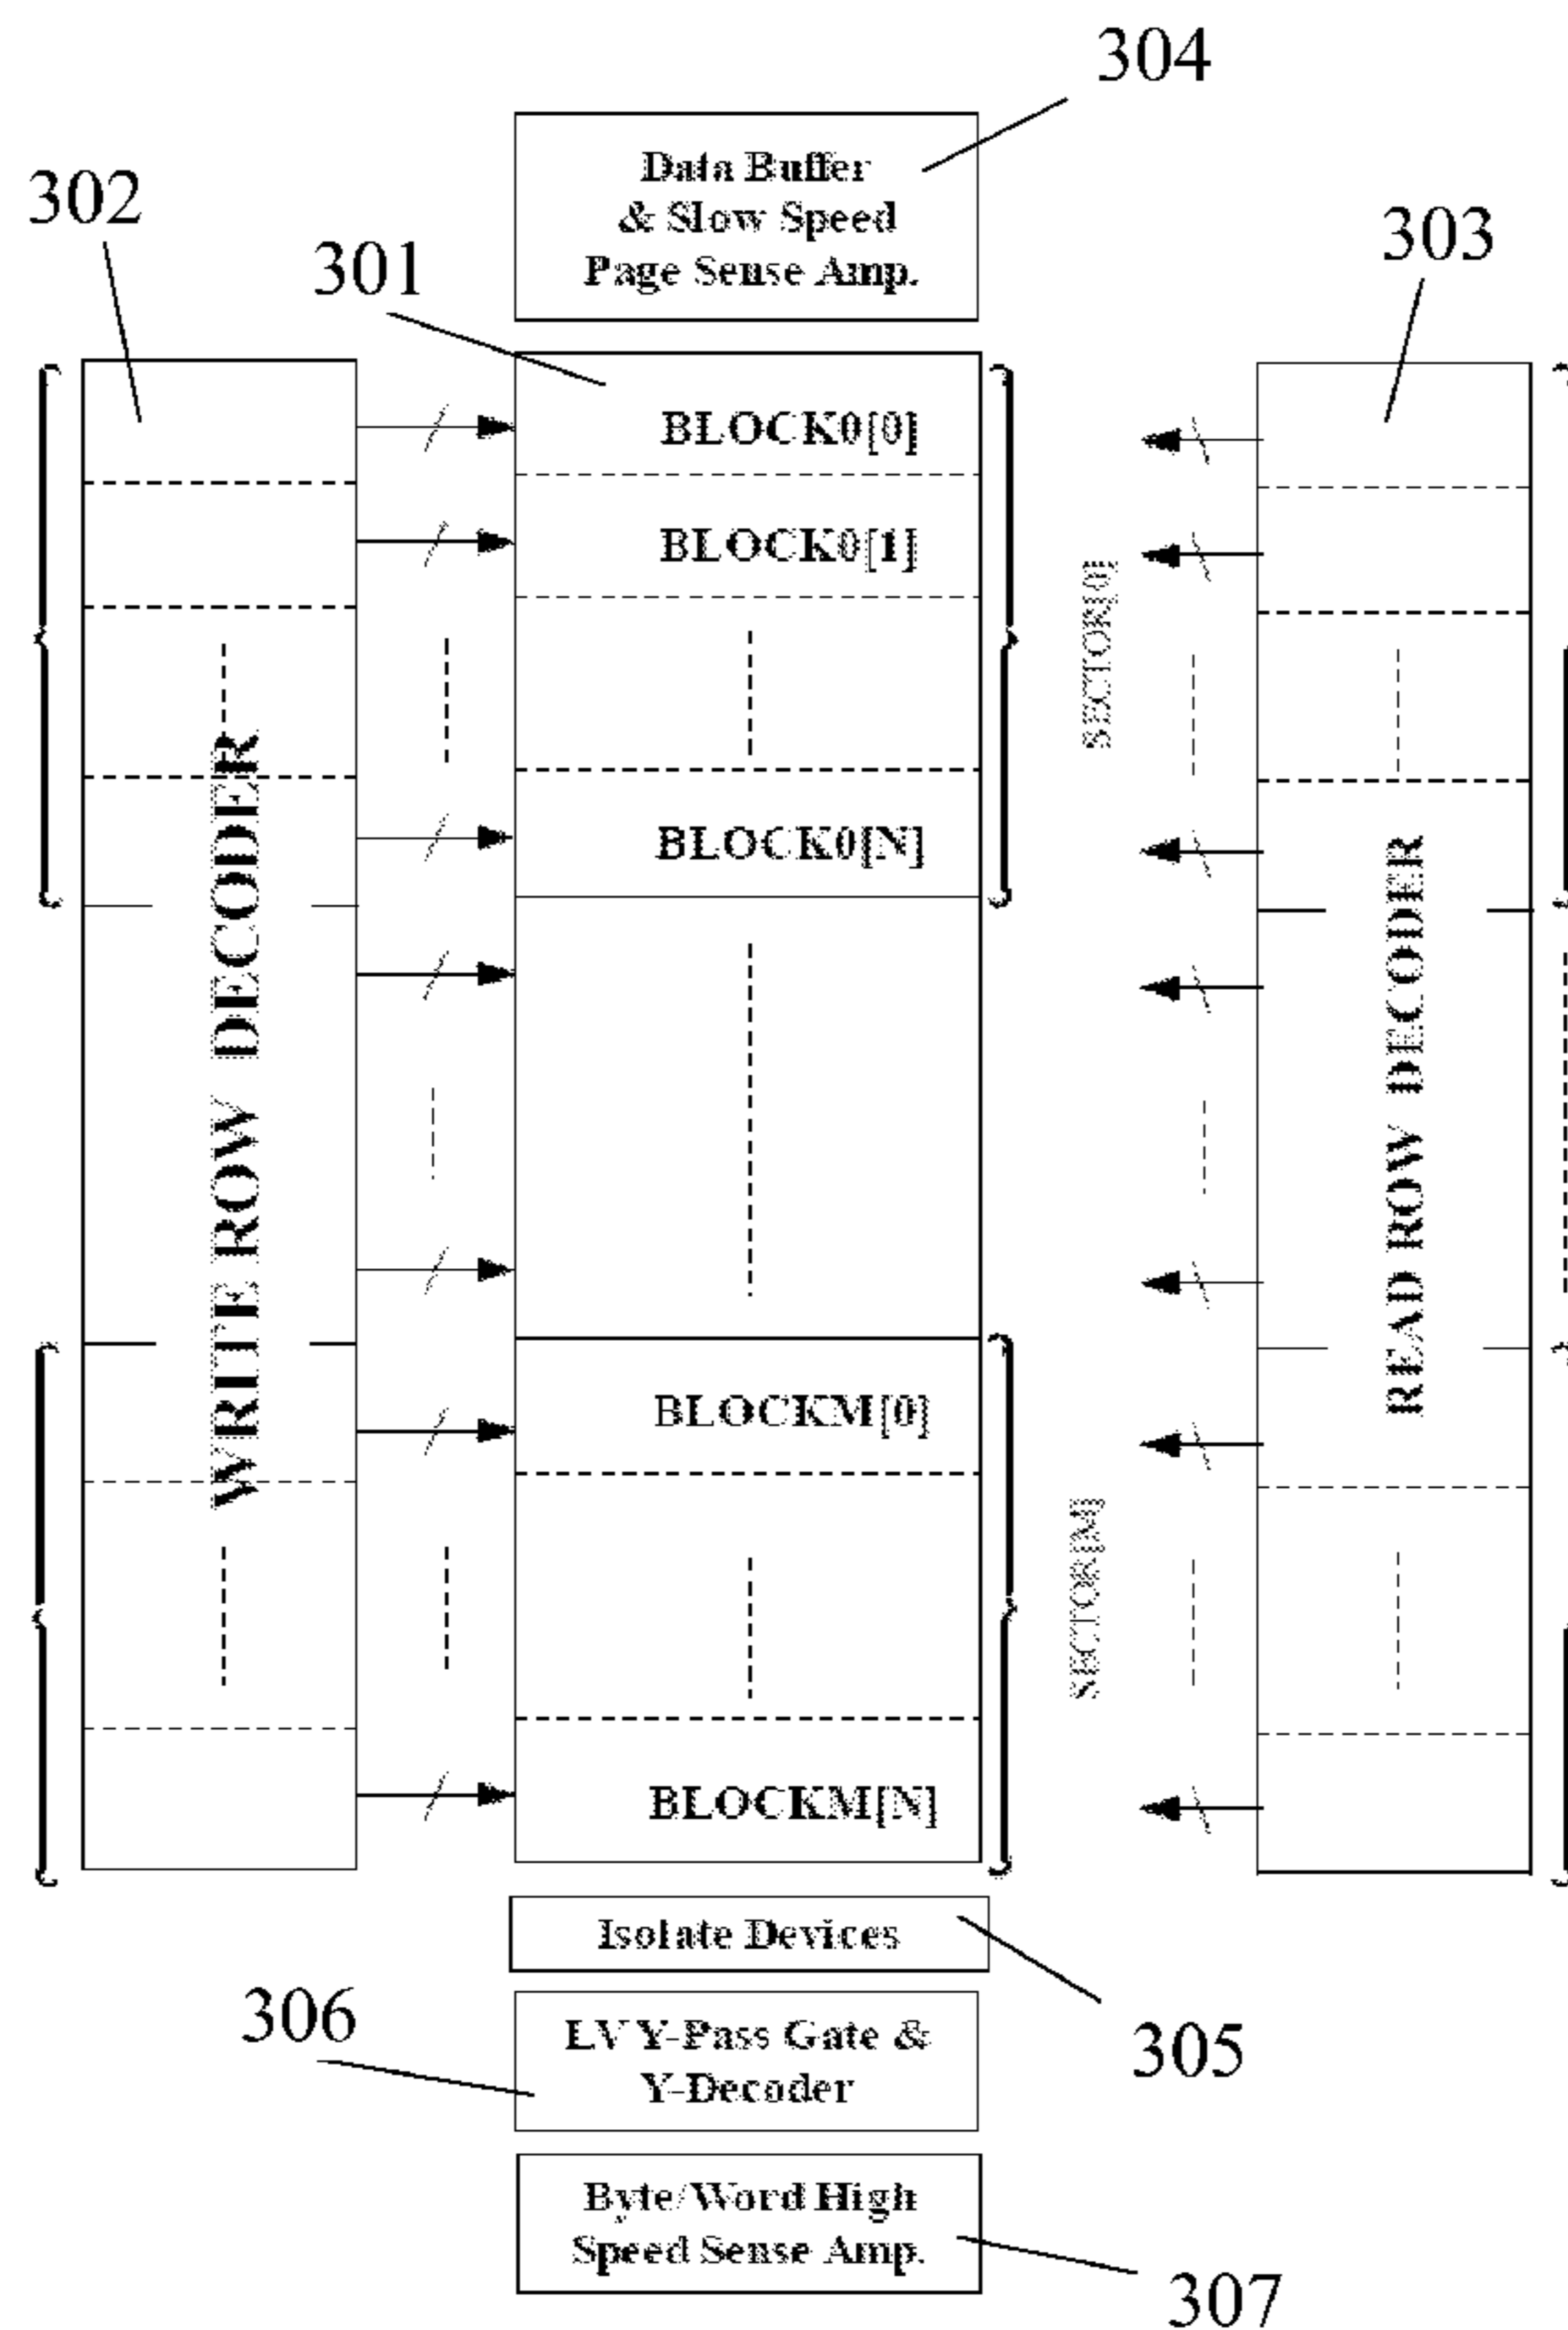 304
Data Buffer
& Slow Speed
Page Sense Amp.
302
301
303
BLOCK0[0]
BLOCK0[1]
SECTOR[0]
BLOCK0[N]
WRITE ROW DECODER
READ ROW DECODER
BLOCKM[0]
SECTOR[M]
BLOCKM[N]
Isolate Devices
305
306
LV Y-Pass Gate &
Y-Decoder
Byte/Word High
Speed Sense Amp.
307